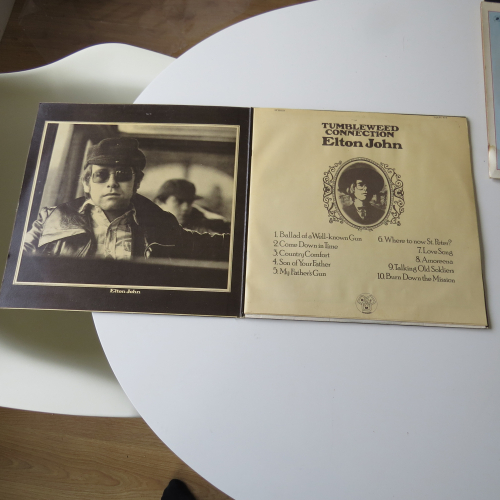 Elton John
TUMBLEWEED
CONNECTION
Elton John
1. Ballad of a Well-known Gun
2. Come Down in Time
3. Country Comfort
4. Son of Your Father
5. My Father's Gun
6. Where to now St. Peter?
7. Love Song
8. Amoreena
9. Talking Old Soldiers
10. Burn Down the Mission